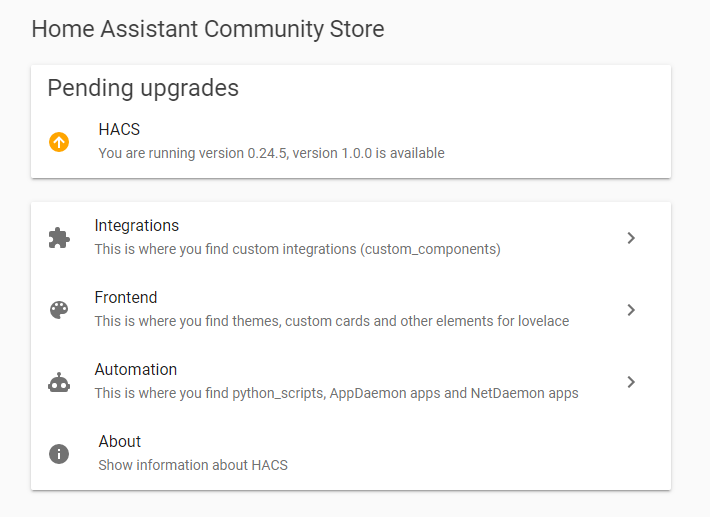 Home Assistant Community Store
Pending upgrades
HACS
You are running version 0.24.5, version 1.0.0 is available
Integrations
This is where you find custom integrations (custom_components)
Frontend
This is where you find themes, custom cards and other elements for lovelace
Automation
This is where you find python_scripts, AppDaemon apps and NetDaemon apps
About
Show information about HACS